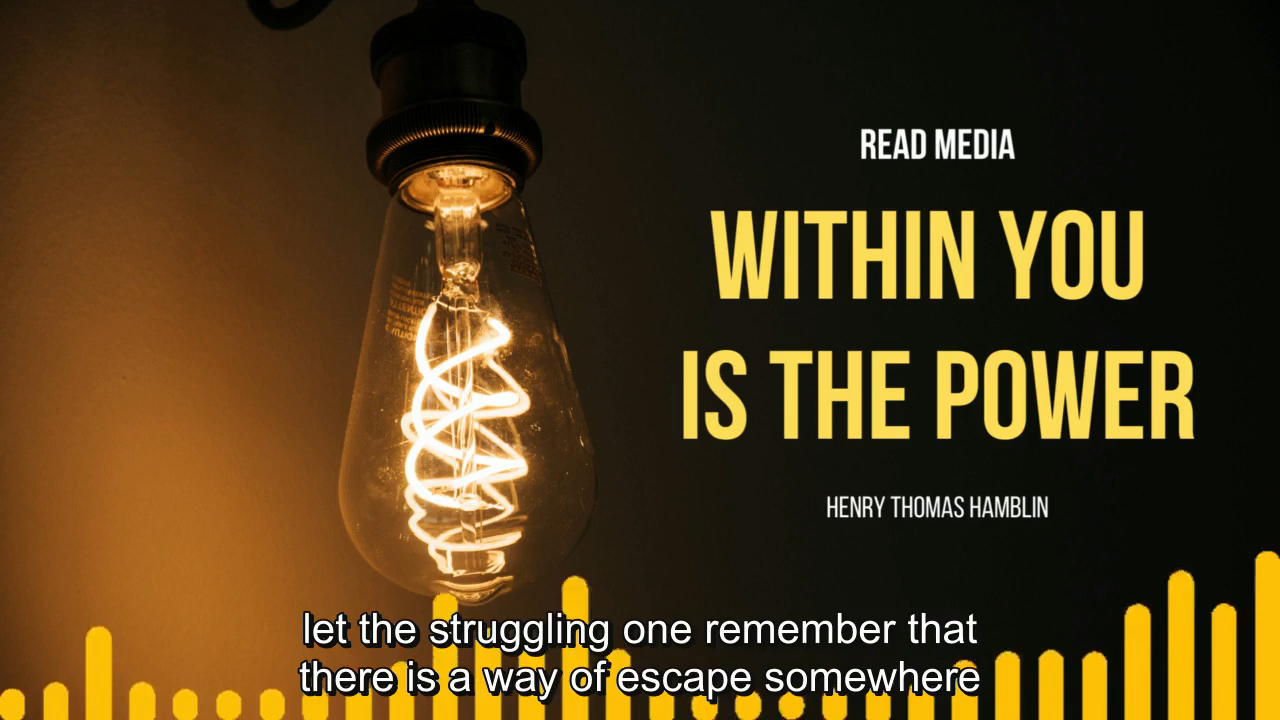 READ MEDIA
WITHIN YOU
IS THE POWER
HENRY THOMAS HAMBLIN
let the struggling one remember that
there is a way of escape somewhere